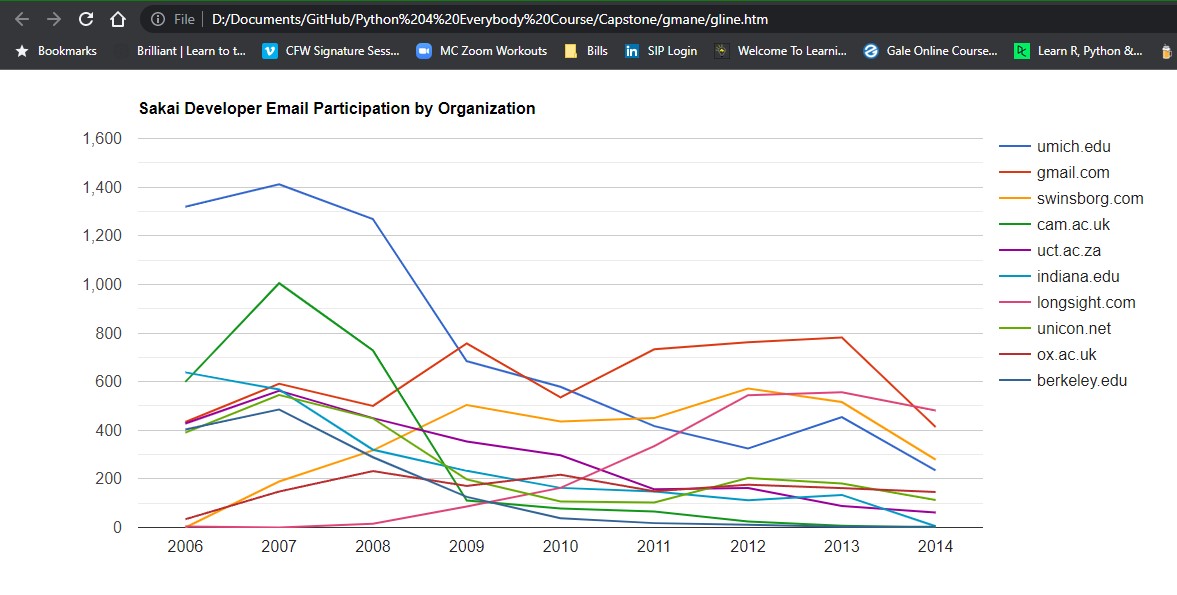 File D:/Documents/GitHub/Python%204%20Everybody%20Course/Capstone/gmane/gline.htm
Bookmarks Brilliant | Learn to t... CFW Signature Sess... MC Zoom Workouts Bills in SIP Login Welcome To Learni... Gale Online Course... DC Learn R, Python &...
Sakai Developer Email Participation by Organization
1,600
1,400
1,200
1,000
800
600
400
200
0
2006 2007 2008 2009 2010 2011 2012 2013 2014
umich.edu
gmail.com
swinsborg.com
cam.ac.uk
uct.ac.za
indiana.edu
longsight.com
unicon.net
ox.ac.uk
berkeley.edu